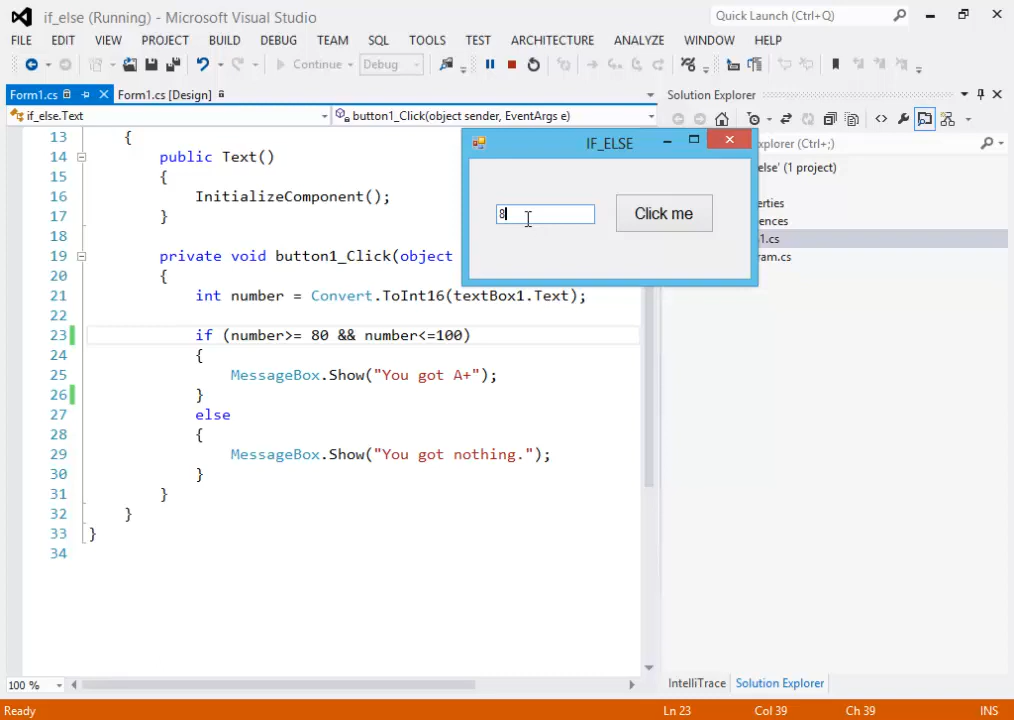 if_else (Running) - Microsoft Visual Studio
Quick Launch (Ctrl+Q)
FILE EDIT VIEW PROJECT BUILD DEBUG TEAM SQL TOOLS TEST ARCHITECTURE ANALYZE WINDOW HELP
Continue Debug
Form1.cs Form1.cs [Design]
Solution Explorer
if_else.Text button1_Click(object sender, EventArgs e)
IF_ELSE
xplorer (Ctrl+;)
else' (1 project)
erties
ences
1.cs
ram.cs
8
Click me
13 {
14 public Text()
15 {
16 InitializeComponent();
17 }
18
19 private void button1_Click(object
20 {
21 int number = Convert.ToInt16(textBox1.Text);
22
23 if (number>= 80 && number<=100)
24 {
25 MessageBox.Show("You got A+");
26 }
27 else
28 {
29 MessageBox.Show("You got nothing.");
30 }
31 }
32 }
33 }
34
100 %
IntelliTrace Solution Explorer
Ready Ln 23 Col 39 Ch 39 INS